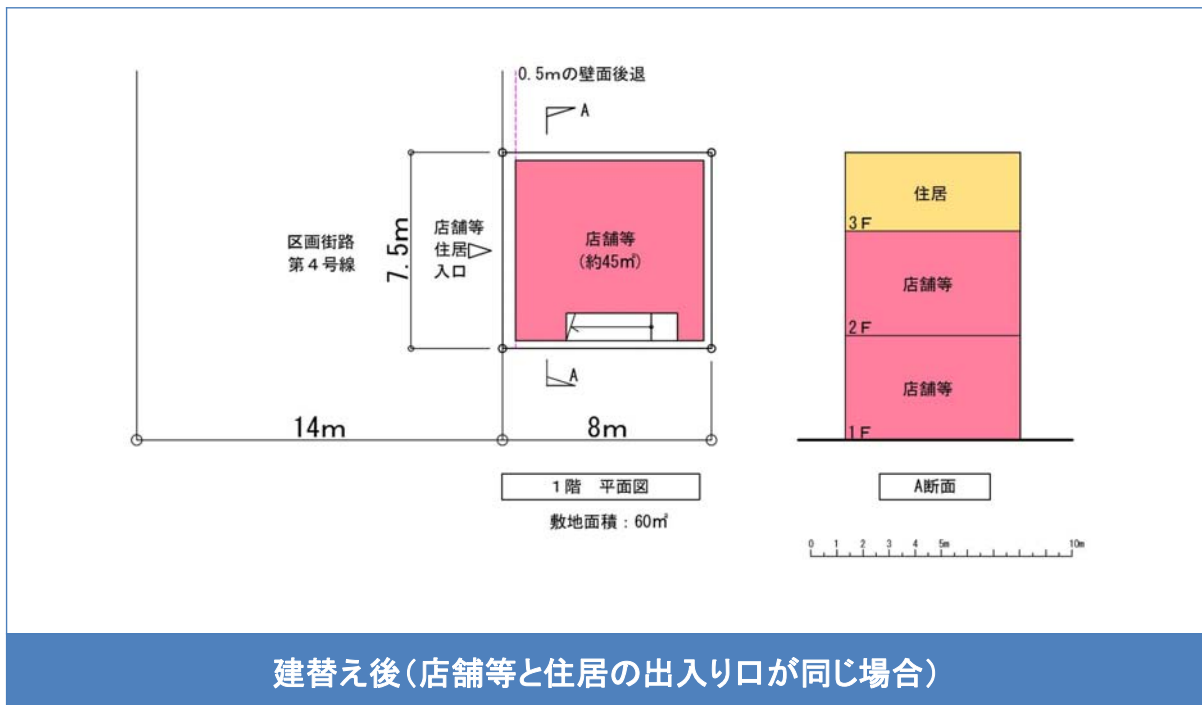 0.5mの壁面後退
A
区画街路
第４号線
7.5m
店舗等
住居
入口
店舗等
(約45㎡)
A
14m
8m
１階　平面図
敷地面積：60㎡
住居
3F
店舗等
2F
店舗等
1F
A断面
0 1 2 3 4 5m 10m
建替え後(店舗等と住居の出入り口が同じ場合)